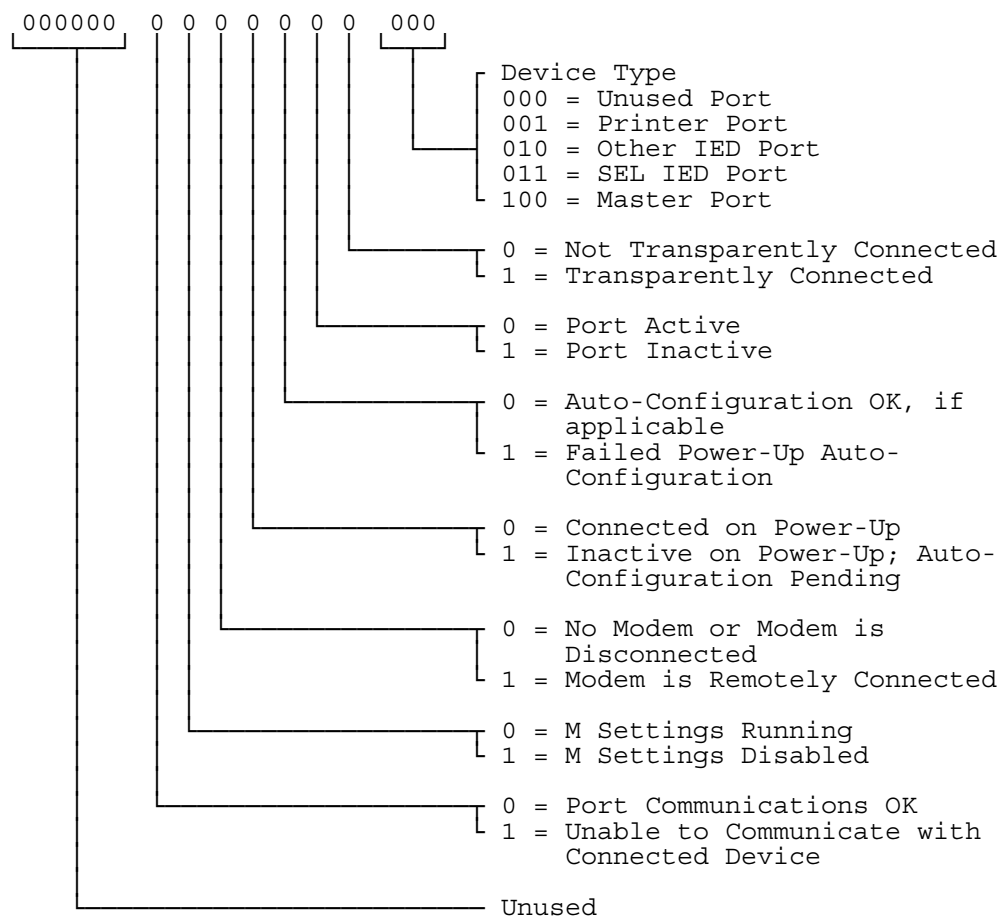 000000 0 0 0 0 0 0 0 000
Device Type
000 = Unused Port
001 = Printer Port
010 = Other IED Port
011 = SEL IED Port
100 = Master Port
0 = Not Transparently Connected
1 = Transparently Connected
0 = Port Active
1 = Port Inactive
0 = Auto-Configuration OK, if
applicable
1 = Failed Power-Up Auto-
Configuration
0 = Connected on Power-Up
1 = Inactive on Power-Up; Auto-
Configuration Pending
0 = No Modem or Modem is
Disconnected
1 = Modem is Remotely Connected
0 = M Settings Running
1 = M Settings Disabled
0 = Port Communications OK
1 = Unable to Communicate with
Connected Device
Unused